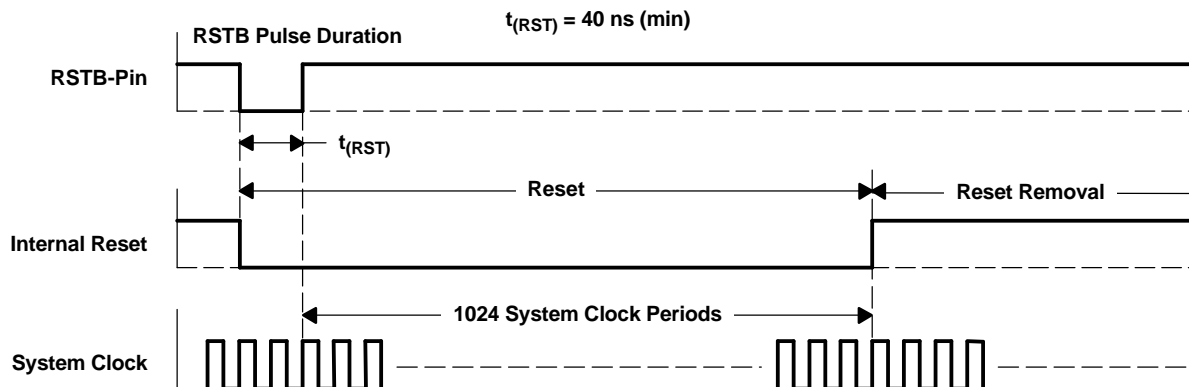 t(RST) = 40 ns (min)
RSTB Pulse Duration
RSTB-Pin
t(RST)
Reset
Reset Removal
Internal Reset
1024 System Clock Periods
System Clock